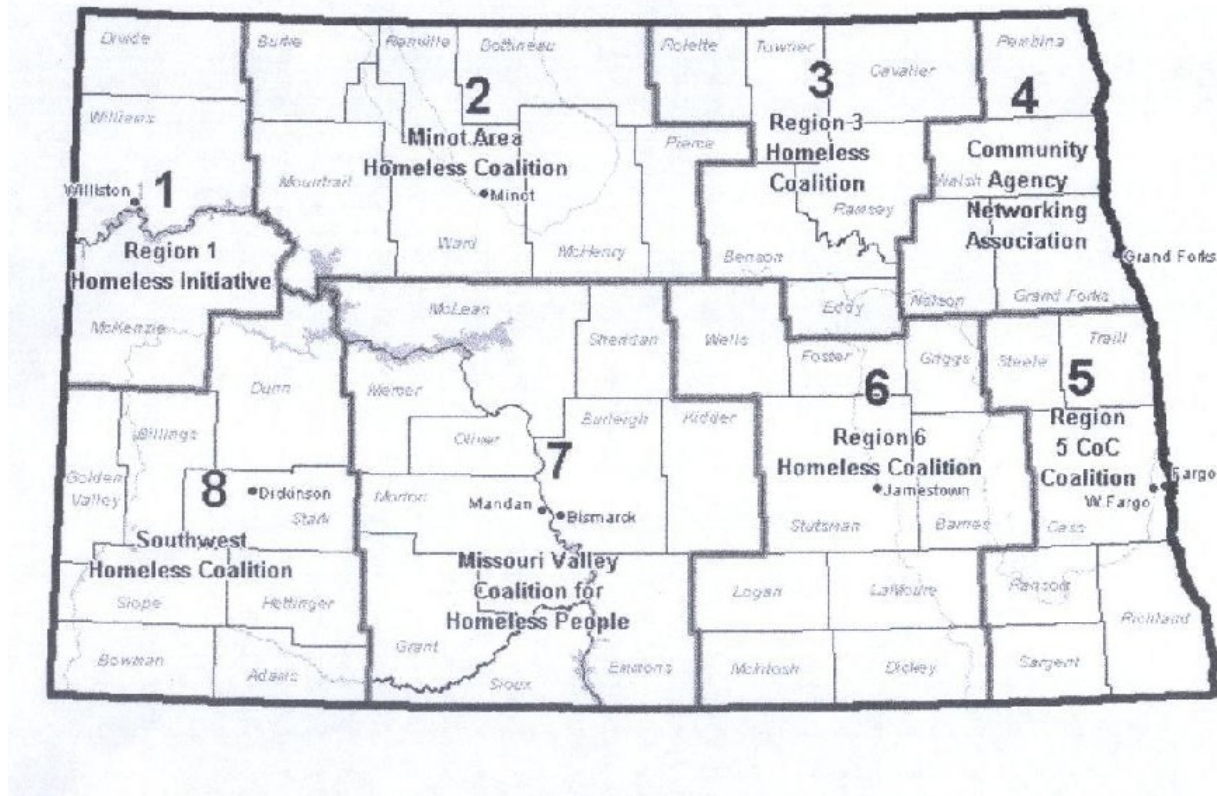 Divide
Burke
Renville
Bottineau
Rolette
Towner
Cavalier
Pembina
2
3
4
Williams
Minot Area
Homeless Coalition
Pierce
Region 3
Homeless
Coalition
Community
Agency
Networking
Association
Walsh
Mountrail
Williston
1
Minot
Ramsey
Region 1
Homeless Initiative
Ward
McHenry
Benson
Grand Forks
Nelson
Grand Forks
McKenzie
McLean
Sheridan
Wells
Eddy
Foster
Griggs
Steele
Traill
Dunn
Mercer
6
5
Billings
Oliver
Burleigh
Kidder
Region 6
Homeless Coalition
Region
5 CoC
Coalition
Golden
Valley
8
Dickinson
Stark
7
Morton
Mandan
Bismarck
Jamestown
Fargo
W.Fargo
Stutsman
Barnes
Cass
Southwest
Homeless Coalition
Missouri Valley
Coalition for
Homeless People
Slope
Hettinger
Logan
LaMoure
Ransom
Richland
Bowman
Adams
Grant
Sioux
Emmons
McIntosh
Dickey
Sargent